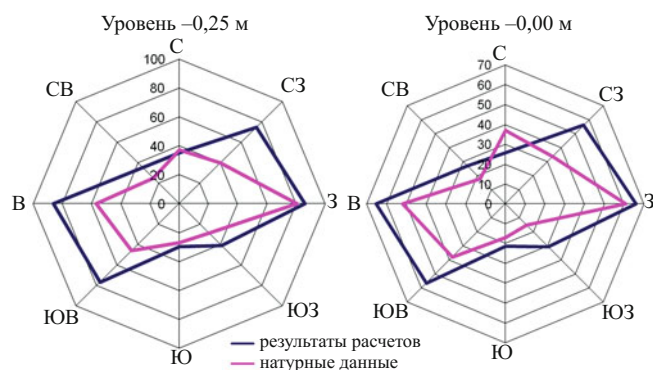 Уровень –0,25 м
Уровень –0,00 м
С
100
80
60
40
20
0
СВ
СЗ
В
З
ЮВ
ЮЗ
Ю
С
70
60
50
40
30
20
10
0
СВ
СЗ
В
З
ЮВ
ЮЗ
Ю
результаты расчетов
натурные данные